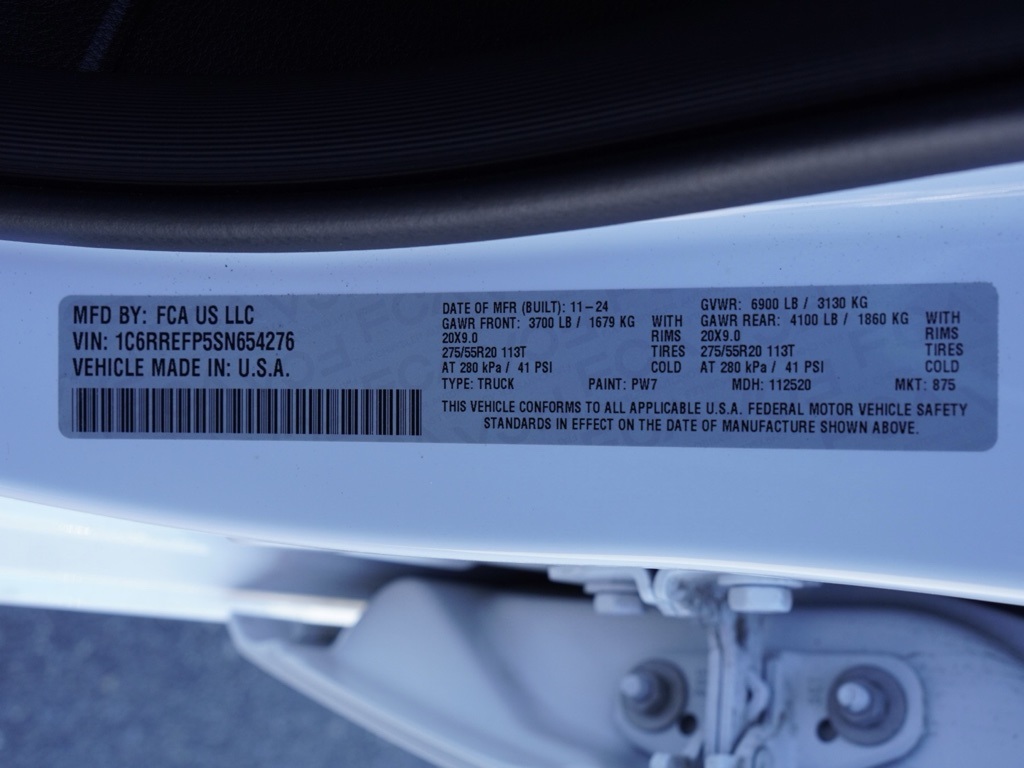 MFD BY: FCA US LLC
VIN: 1C6RREFP5SN654276
VEHICLE MADE IN: U.S.A.
DATE OF MFR (BUILT): 11-24
GAWR FRONT: 3700 LB / 1679 KG WITH
20X9.0 RIMS
275/55R20 113T TIRES
AT 280 kPa / 41 PSI COLD
GVWR: 6900 LB / 3130 KG
GAWR REAR: 4100 LB / 1860 KG WITH
20X9.0 RIMS
275/55R20 113T TIRES
AT 280 kPa / 41 PSI COLD
TYPE: TRUCK PAINT: PW7 MDH: 112520 MKT: 875
THIS VEHICLE CONFORMS TO ALL APPLICABLE U.S.A. FEDERAL MOTOR VEHICLE SAFETY
STANDARDS IN EFFECT ON THE DATE OF MANUFACTURE SHOWN ABOVE.